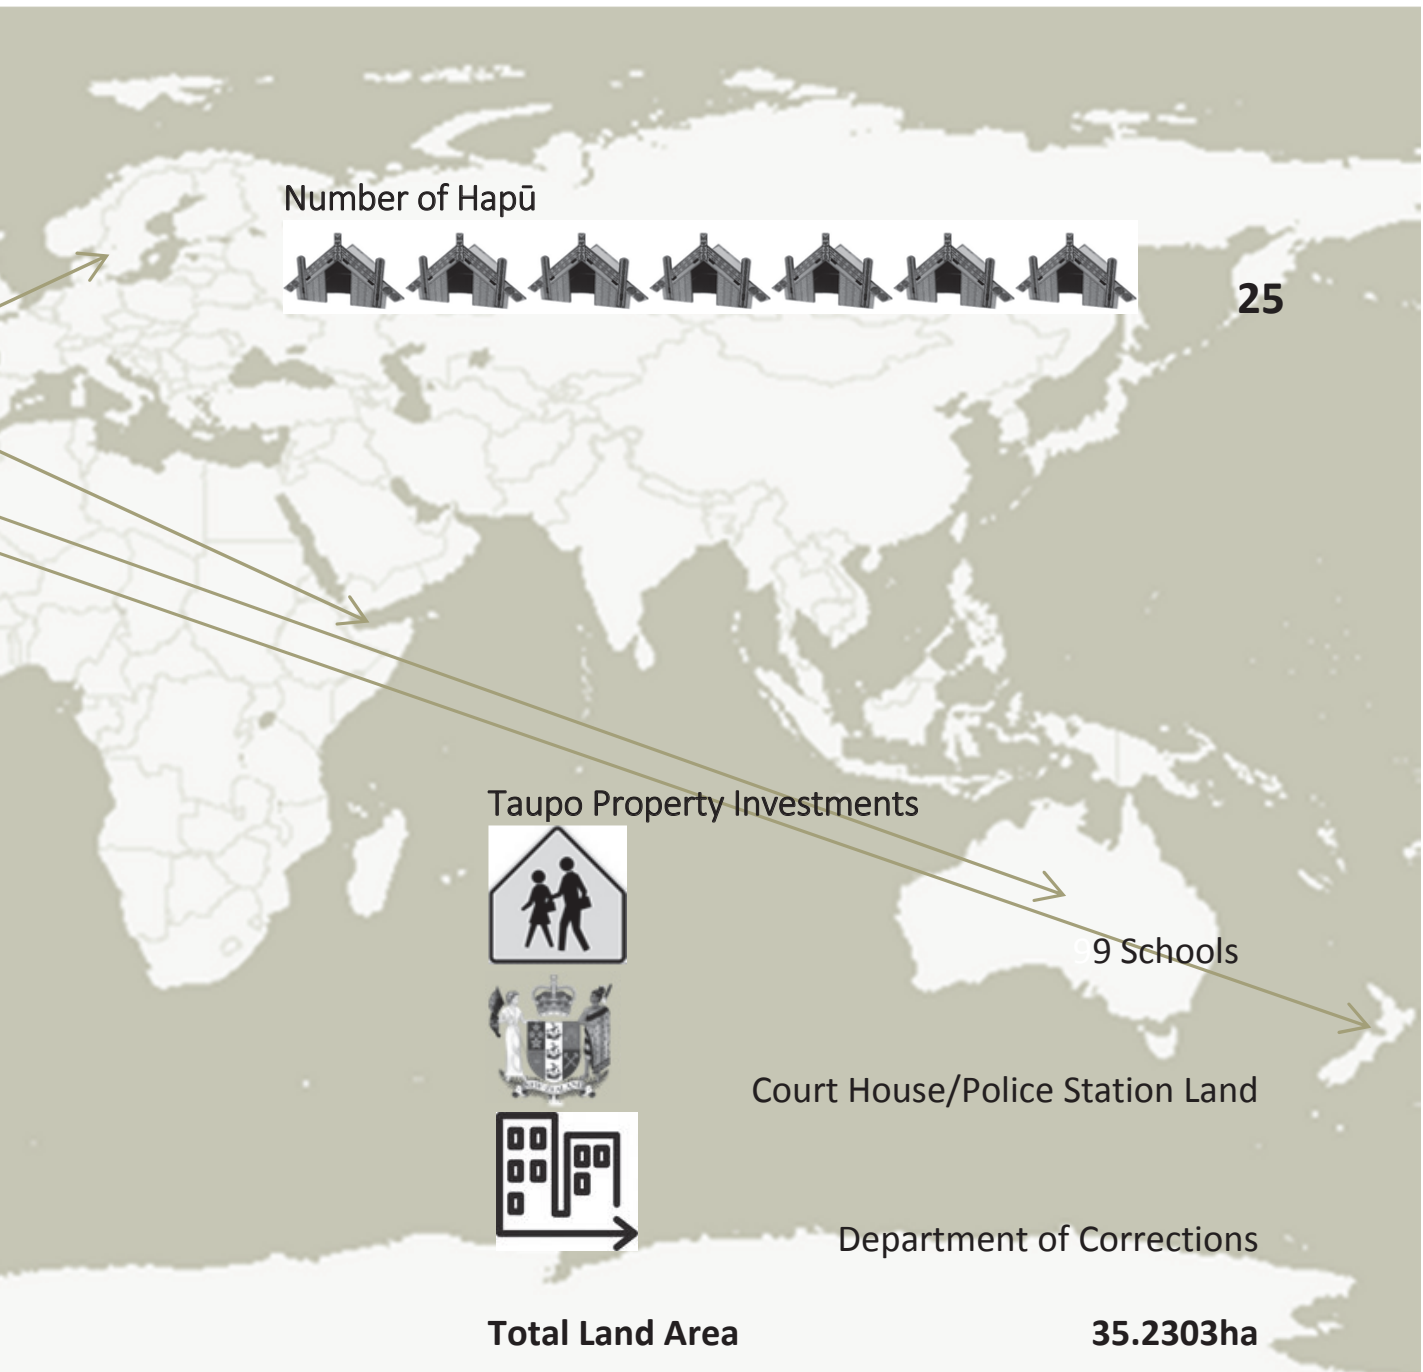 Number of Hapū
25
Taupo Property Investments
99 Schools
Court House/Police Station Land
Department of Corrections
Total Land Area 35.2303ha